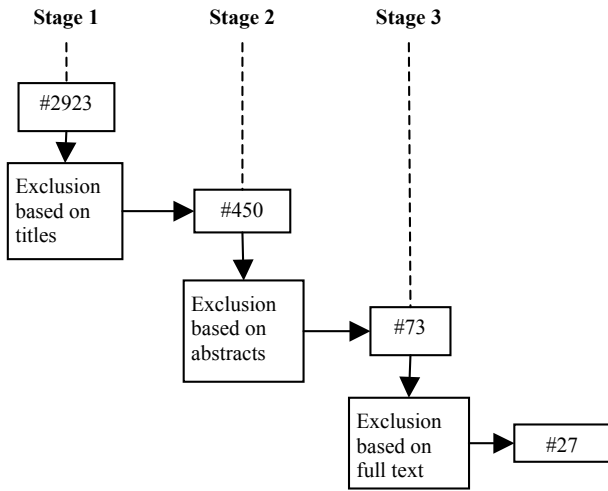 Stage 1
Stage 2
Stage 3
#2923
Exclusion
based on
titles
#450
Exclusion
based on
abstracts
#73
Exclusion
based on
full text
#27